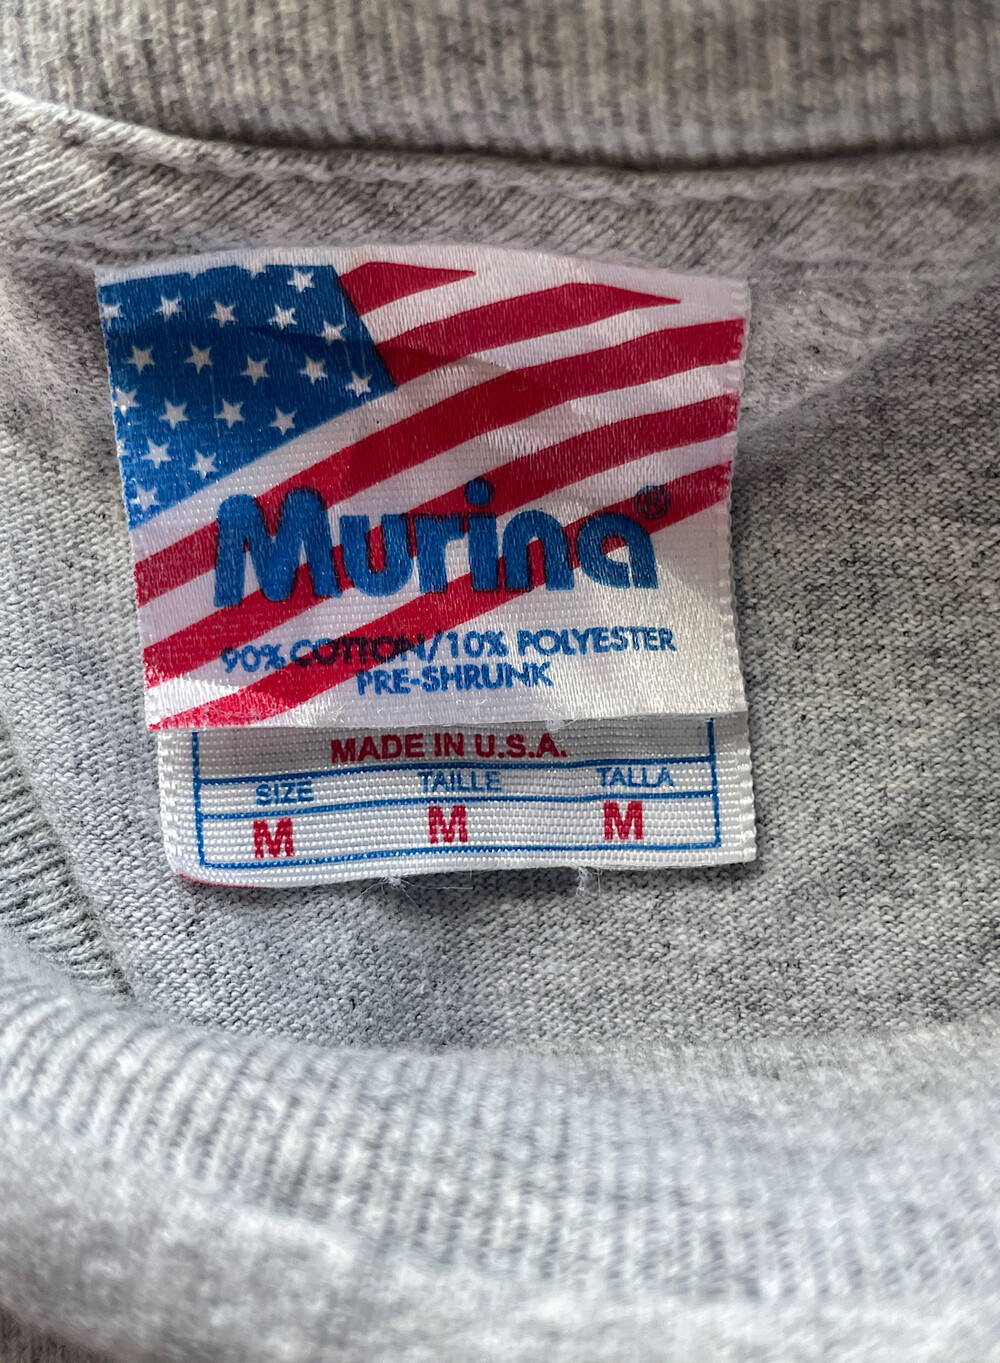 Murina®
90% COTTON/10% POLYESTER
PRE-SHRUNK
MADE IN U.S.A.
SIZE TAILLE TALLA
M M M